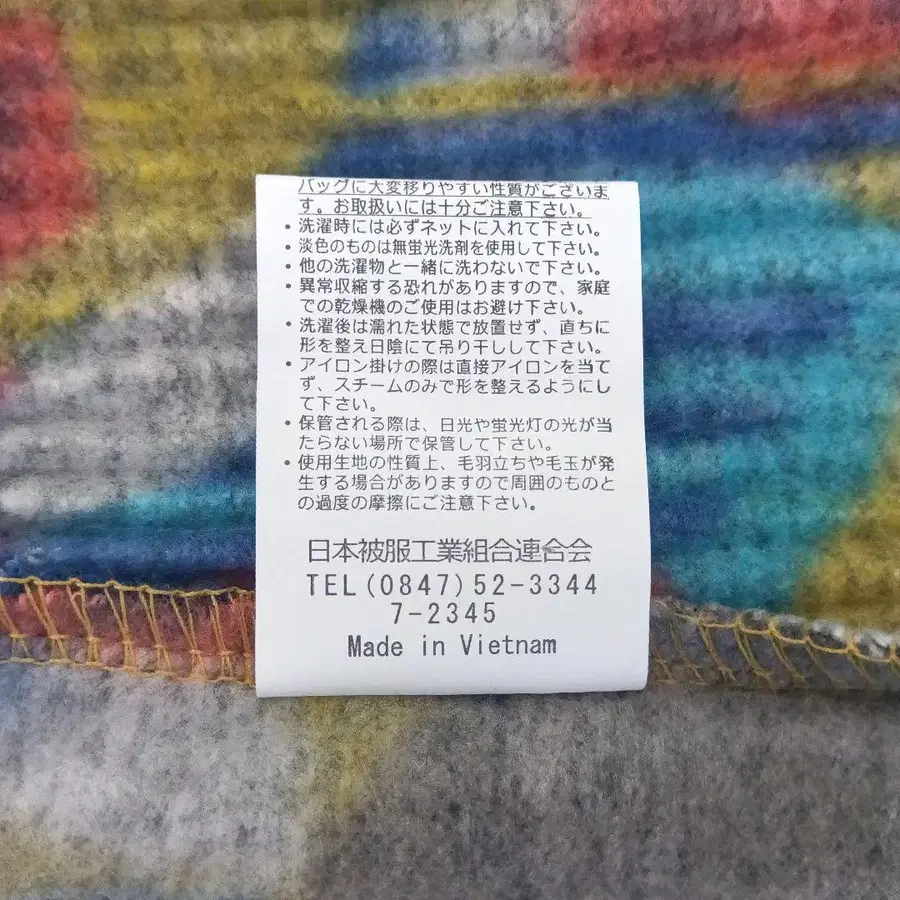 バッグに大変移りやすい性質がございま
す。お取扱いには十分ご注意下さい。
・洗濯時には必ずネットに入れて下さい。
・淡色のものは無蛍光洗剤を使用して下さい。
・他の洗濯物と一緒に洗わないで下さい。
・異常収縮する恐れがありますので、家庭
での乾燥機のご使用はお避け下さい。
・洗濯後は濡れた状態で放置せず、直ちに
形を整え日陰にて吊り干しして下さい。
・アイロン掛けの際は直接アイロンを当て
ず、スチームのみで形を整えるようにし
て下さい。
・保管される際は、日光や蛍光灯の光が当
たらない場所で保管して下さい。
・使用生地の性質上、毛羽立ちや毛玉が発
生する場合がありますので周囲のものと
の過度の摩擦にご注意下さい。
日本被服工業組合連合会
TEL(0847)52-3344
7-2345
Made in Vietnam